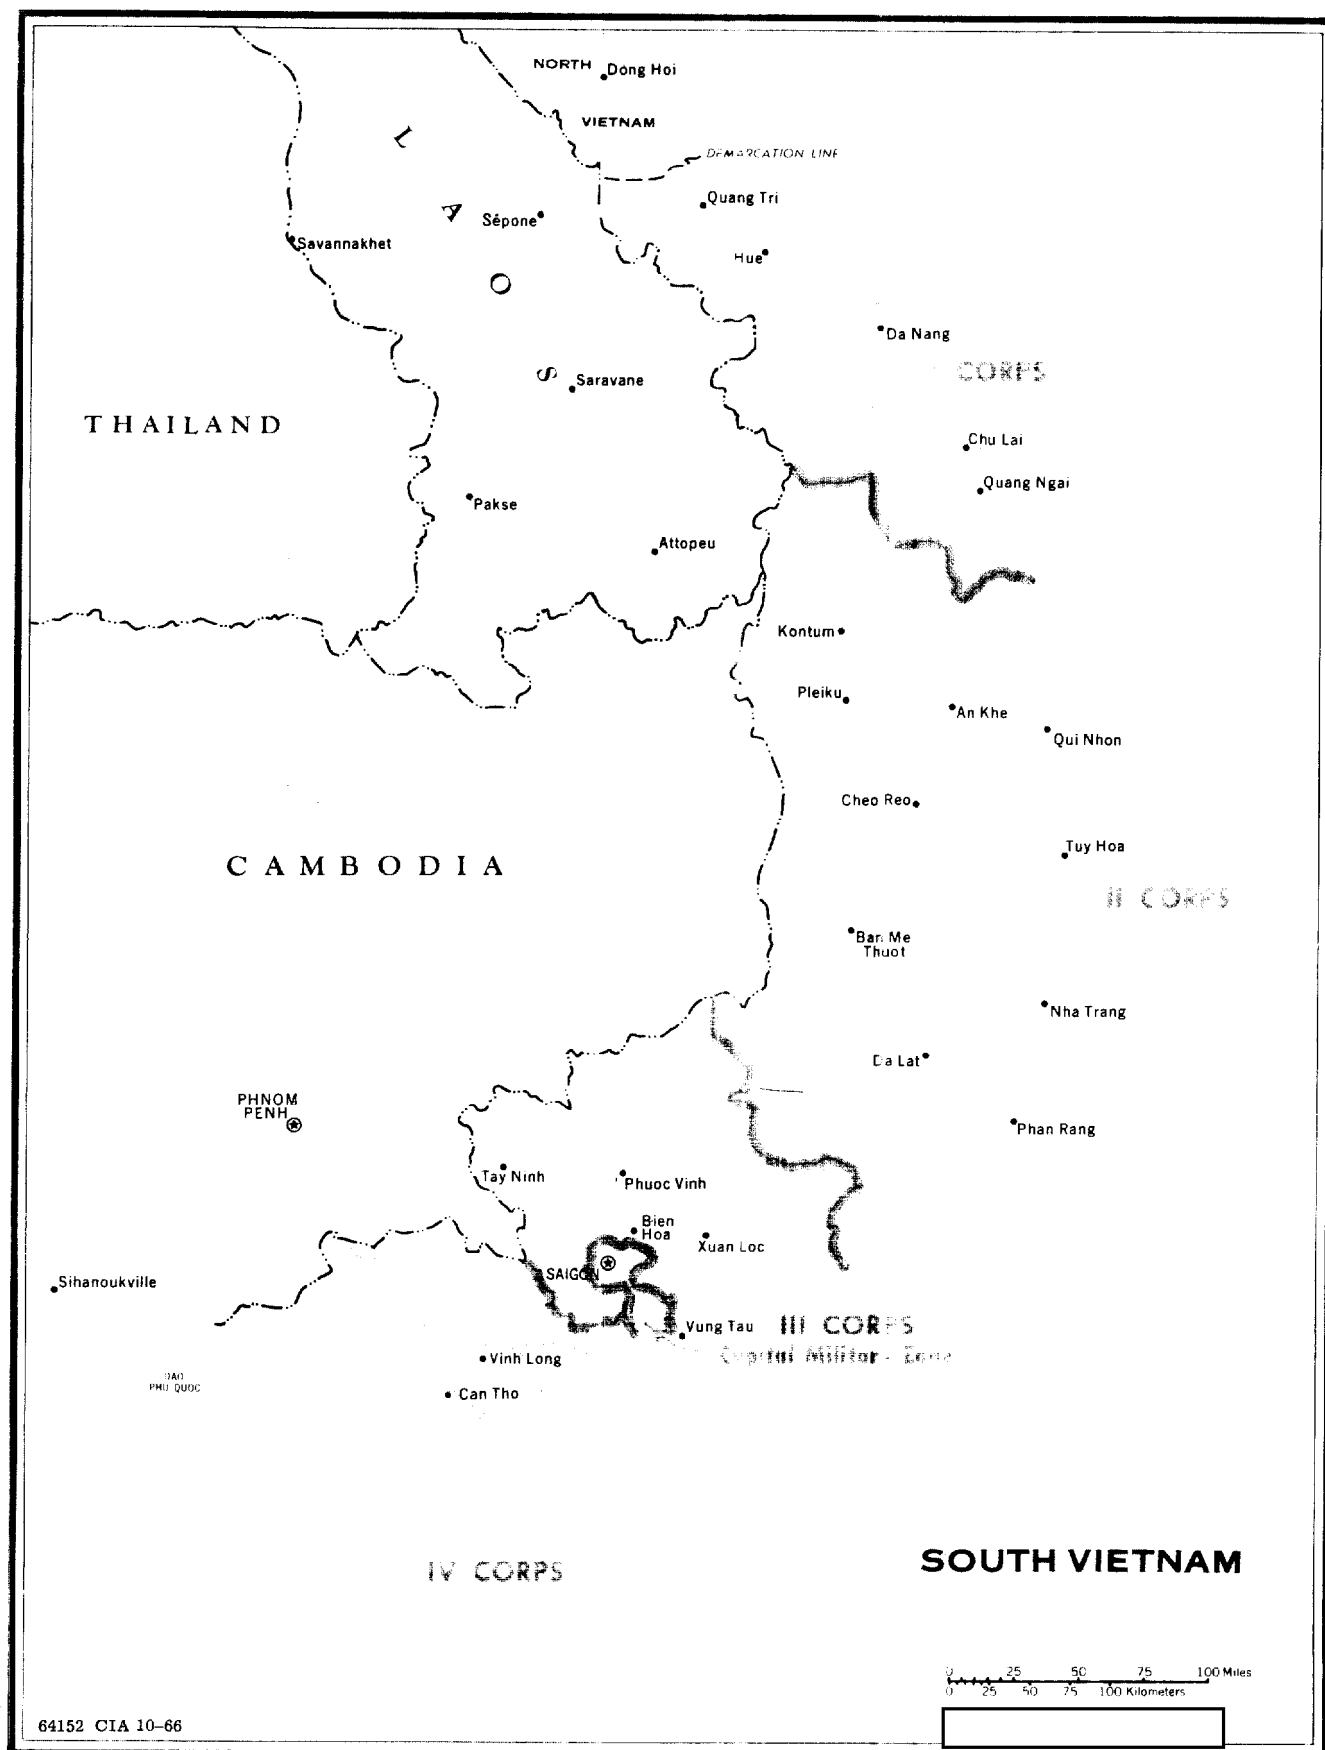 NORTH
Dong Hoi
VIETNAM
DEMARCATION LINE
LAOS
Quang Tri
Sépone
Savannakhet
Hue
Da Nang
CORPS
Saravane
THAILAND
Chu Lai
Quang Ngai
Pakse
Attopeu
Kontum
Pleiku
An Khe
Qui Nhon
Cheo Reo
Tuy Hoa
CAMBODIA
II CORPS
Ban Me
Thuot
Nha Trang
Da Lat
PHNOM
PENH
Phan Rang
Tay Ninh
Phuoc Vinh
Bien
Hoa
Xuan Loc
SAIGON
Sihanoukville
Vung Tau
III CORPS
Capital Militar
Vinh Long
DAO
PHU QUOC
Can Tho
IV CORPS
SOUTH VIETNAM
0 25 50 75 100 Miles
0 25 50 75 100 Kilometers
64152 CIA 10-66